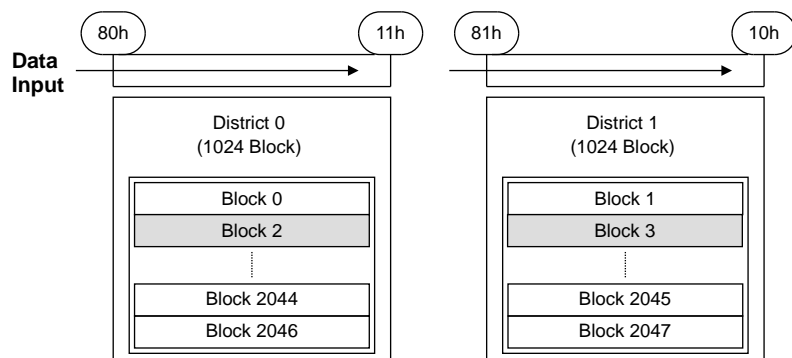 80h 11h 81h 10h
Data
Input
District 0
(1024 Block)
Block 0
Block 2
Block 2044
Block 2046
District 1
(1024 Block)
Block 1
Block 3
Block 2045
Block 2047